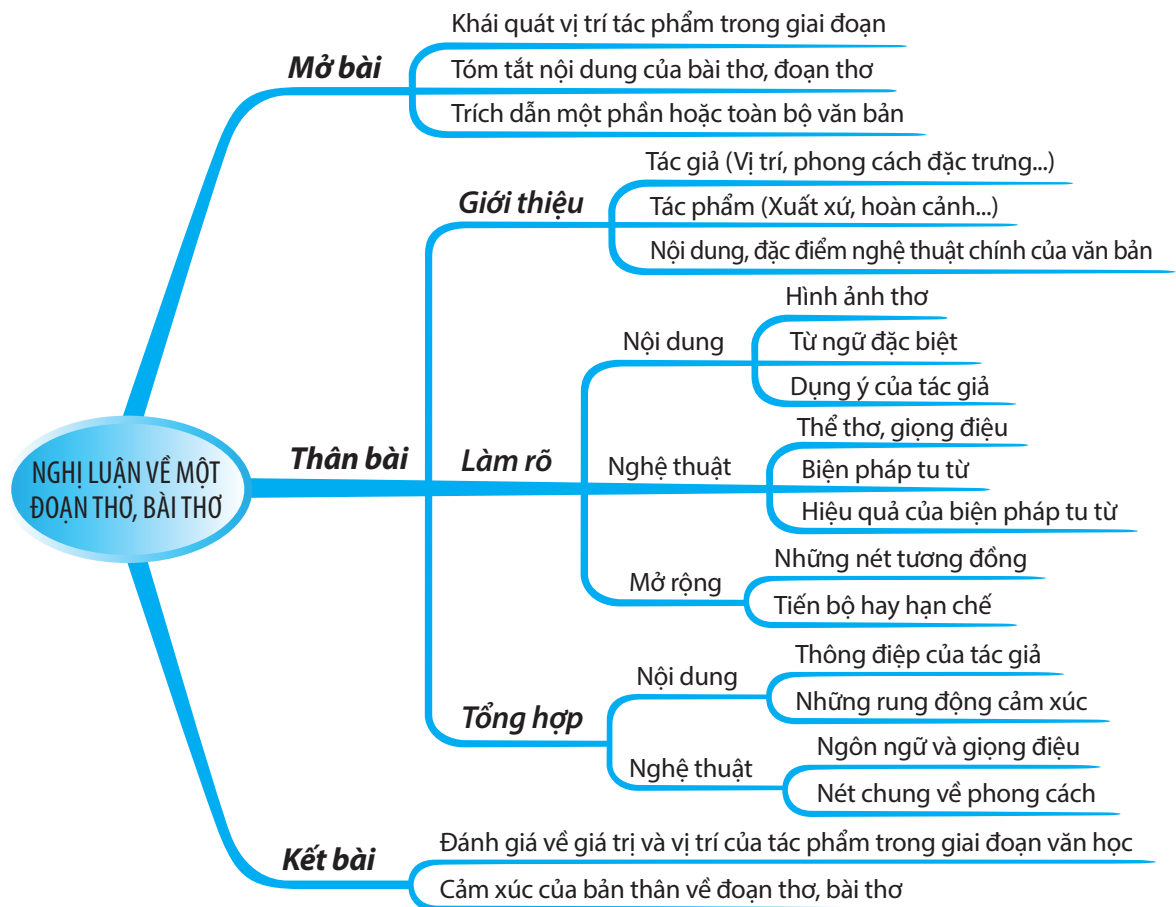 NGHỊ LUẬN VỀ MỘT
ĐOẠN THƠ, BÀI THƠ
Mở bài
Khái quát vị trí tác phẩm trong giai đoạn
Tóm tắt nội dung của bài thơ, đoạn thơ
Trích dẫn một phần hoặc toàn bộ văn bản
Thân bài
Giới thiệu
Tác giả (Vị trí, phong cách đặc trưng...)
Tác phẩm (Xuất xứ, hoàn cảnh...)
Nội dung, đặc điểm nghệ thuật chính của văn bản
Làm rõ
Nội dung
Hình ảnh thơ
Từ ngữ đặc biệt
Dụng ý của tác giả
Nghệ thuật
Thể thơ, giọng điệu
Biện pháp tu từ
Hiệu quả của biện pháp tu từ
Mở rộng
Những nét tương đồng
Tiến bộ hay hạn chế
Tổng hợp
Nội dung
Thông điệp của tác giả
Những rung động cảm xúc
Nghệ thuật
Ngôn ngữ và giọng điệu
Nét chung về phong cách
Kết bài
Đánh giá về giá trị và vị trí của tác phẩm trong giai đoạn văn học
Cảm xúc của bản thân về đoạn thơ, bài thơ